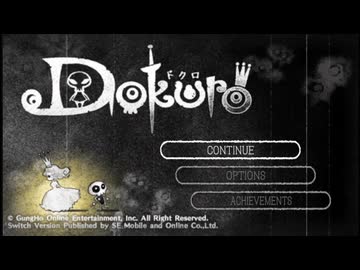 Dokuro
ドクロ
CONTINUE
OPTIONS
ACHIEVEMENTS
© GungHo Online Entertainment, Inc. All Right Reserved.
Switch Version Published by SE Mobile and Online Co.,Ltd.